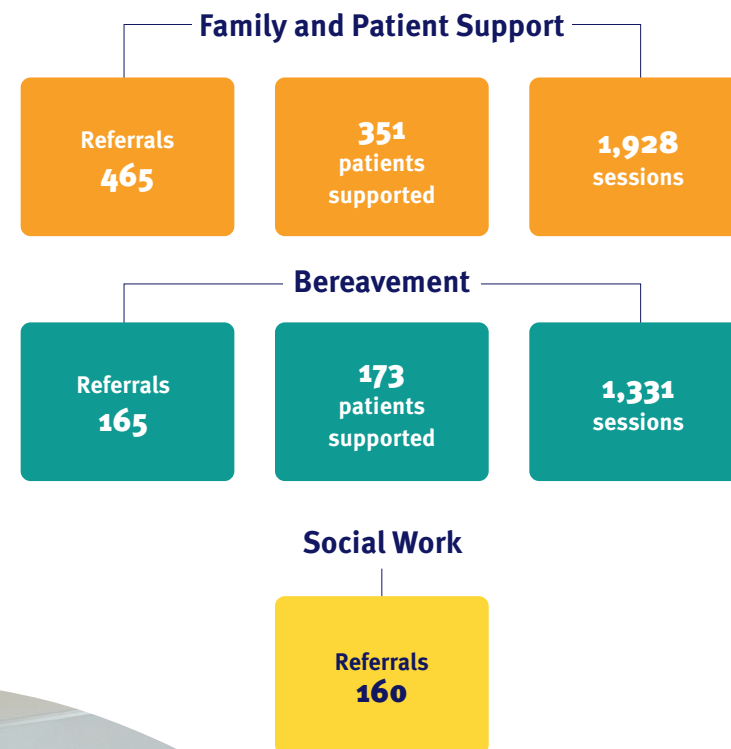 Family and Patient Support
Referrals
465
351
patients
supported
1,928
sessions
Bereavement
Referrals
165
173
patients
supported
1,331
sessions
Social Work
Referrals
160